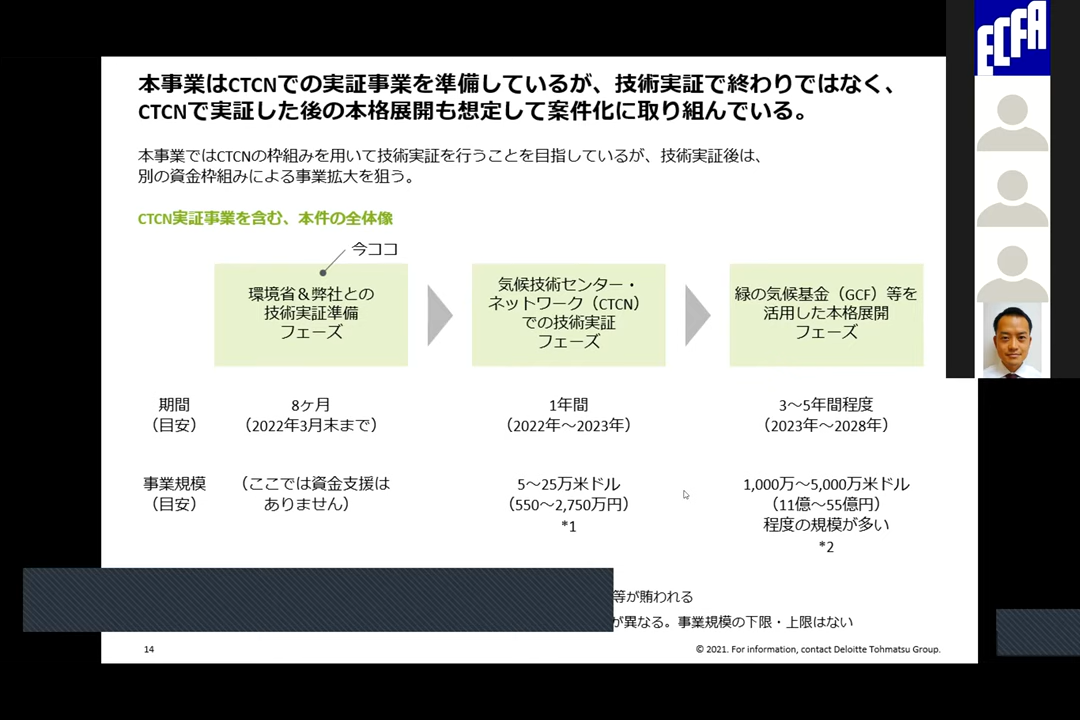 ECFA
本事業はCTCNでの実証事業を準備しているが、技術実証で終わりではなく、
CTCNで実証した後の本格展開も想定して案件化に取り組んでいる。
本事業ではCTCNの枠組みを用いて技術実証を行うことを目指しているが、技術実証後は、
別の資金枠組みによる事業拡大を狙う。
CTCN実証事業を含む、本件の全体像
今ココ
環境省＆弊社との
技術実証準備
フェーズ
気候技術センター・
ネットワーク（CTCN）
での技術実証
フェーズ
緑の気候基金（GCF）等を
活用した本格展開
フェーズ
期間
（目安）
8ヶ月
（2022年3月末まで）
1年間
（2022年～2023年）
3～5年間程度
（2023年～2028年）
事業規模
（目安）
（ここでは資金支援は
ありません）
5～25万米ドル
（550～2,750万円）
*1
1,000万～5,000万米ドル
（11億～55億円）
程度の規模が多い
*2
等が賄われる
が異なる。事業規模の下限・上限はない
14
© 2021. For information, contact Deloitte Tohmatsu Group.